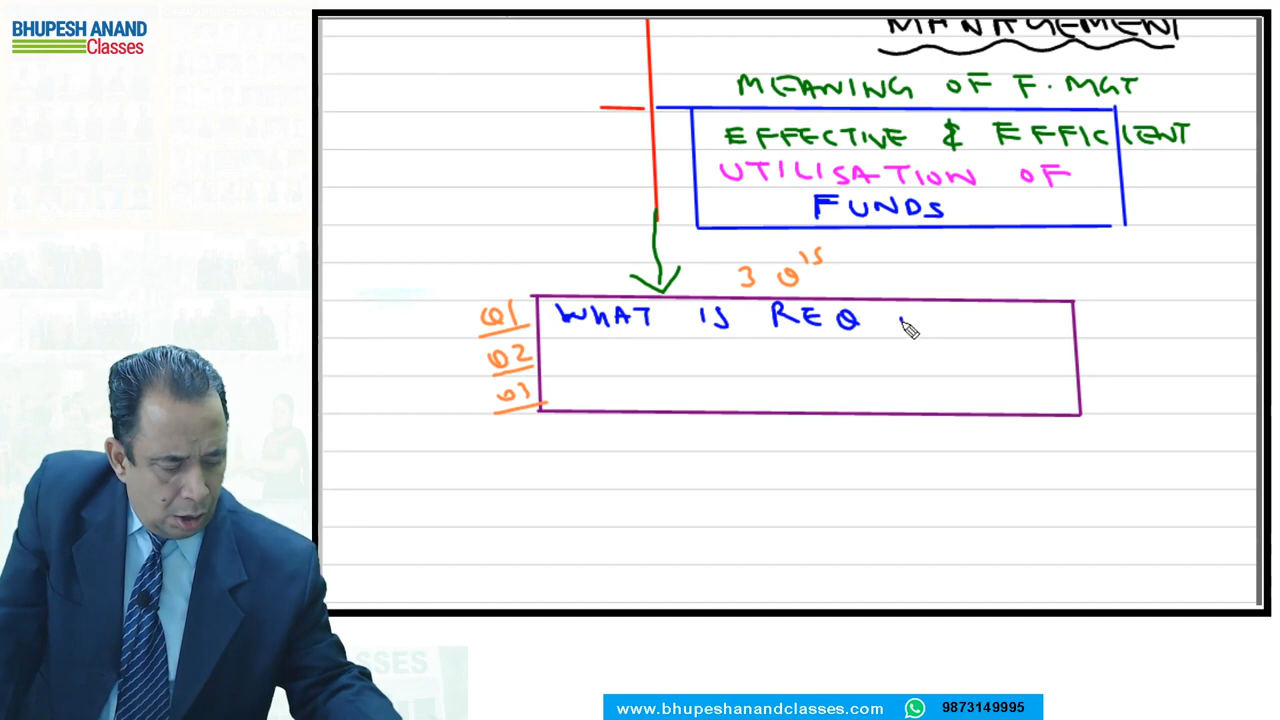 BHUPESH ANAND
Classes
MANAGEMENT
MEANING OF F. MGT
EFFECTIVE & EFFICIENT
UTILISATION OF
FUNDS
3 Q's
Q1 WHAT IS REQ
Q2
Q3
www.bhupeshanandclasses.com 9873149995